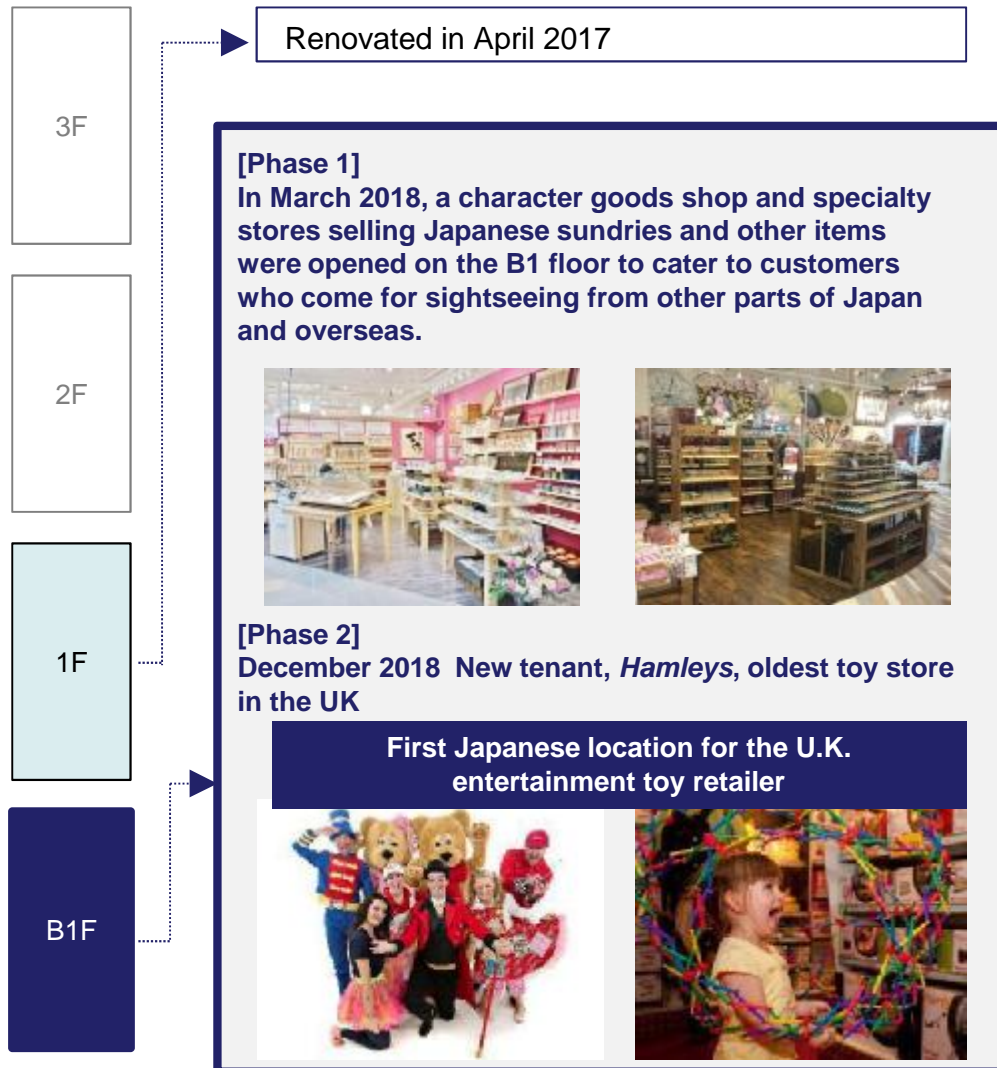 Renovated in April 2017
3F
[Phase 1]
In March 2018, a character goods shop and specialty
stores selling Japanese sundries and other items
were opened on the B1 floor to cater to customers
who come for sightseeing from other parts of Japan
and overseas.
2F
1F
[Phase 2]
December 2018 New tenant, Hamleys, oldest toy store
in the UK
First Japanese location for the U.K.
entertainment toy retailer
B1F